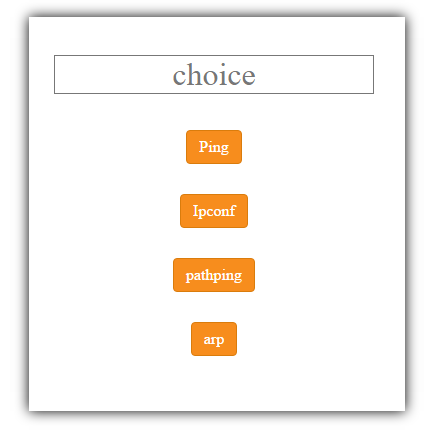 choice
Ping
Ipconf
pathping
arp